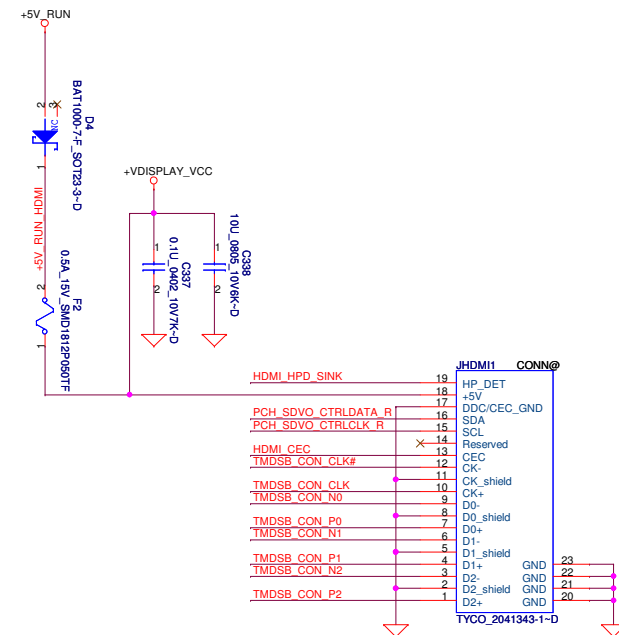 +5V_RUN
2
3
NC
D4
BAT1000-7-F_SOT23-3~D
1
+5V_RUN_HDMI
2
F2
0.5A_15V_SMD1812P050TF
1
+VDISPLAY_VCC
1
2
C337
0.1U_0402_10V7K~D
1
2
C338
10U_0805_10V6K~D
JHDMI1 CONN@
HDMI_HPD_SINK 19 HP_DET
18 +5V
17 DDC/CEC_GND
PCH_SDVO_CTRLDATA_R 16 SDA
PCH_SDVO_CTRLCLK_R 15 SCL
14 Reserved
HDMI_CEC 13 CEC
TMDSB_CON_CLK# 12 CK-
11 CK_shield
TMDSB_CON_CLK 10 CK+
TMDSB_CON_N0 9 D0-
8 D0_shield
TMDSB_CON_P0 7 D0+
TMDSB_CON_N1 6 D1-
5 D1_shield
TMDSB_CON_P1 4 D1+ GND 23
TMDSB_CON_N2 3 D2- GND 22
2 D2_shield GND 21
TMDSB_CON_P2 1 D2+ GND 20
TYCO_2041343-1~D